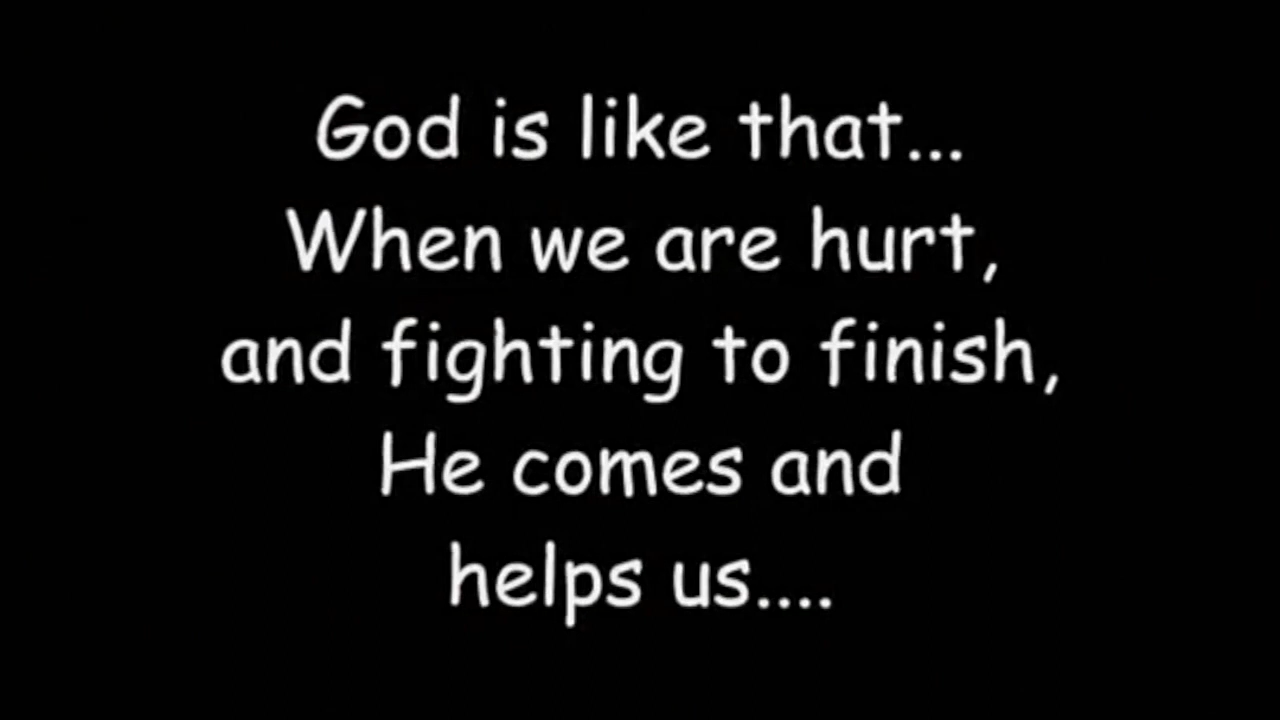 God is like that...
When we are hurt,
and fighting to finish,
He comes and
helps us....